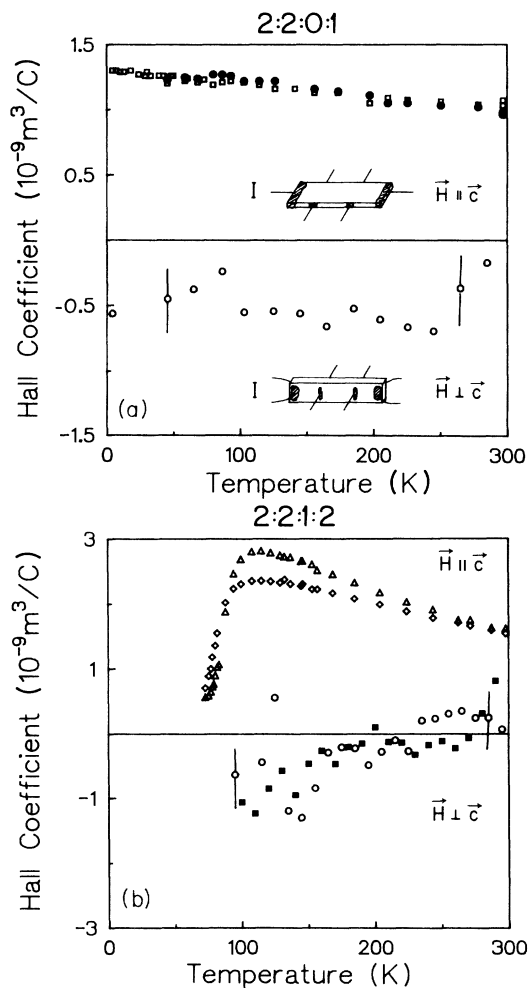 2:2:0:1
Hall Coefficient (10⁻⁹m³/C)
1.5
0.5
-0.5
-1.5
I
H⃗ ∥ c⃗
I
H⃗ ⊥ c⃗
(a)
0 100 200 300
Temperature (K)
2:2:1:2
Hall Coefficient (10⁻⁹m³/C)
3
1
-1
-3
H⃗ ∥ c⃗
H⃗ ⊥ c⃗
(b)
0 100 200 300
Temperature (K)